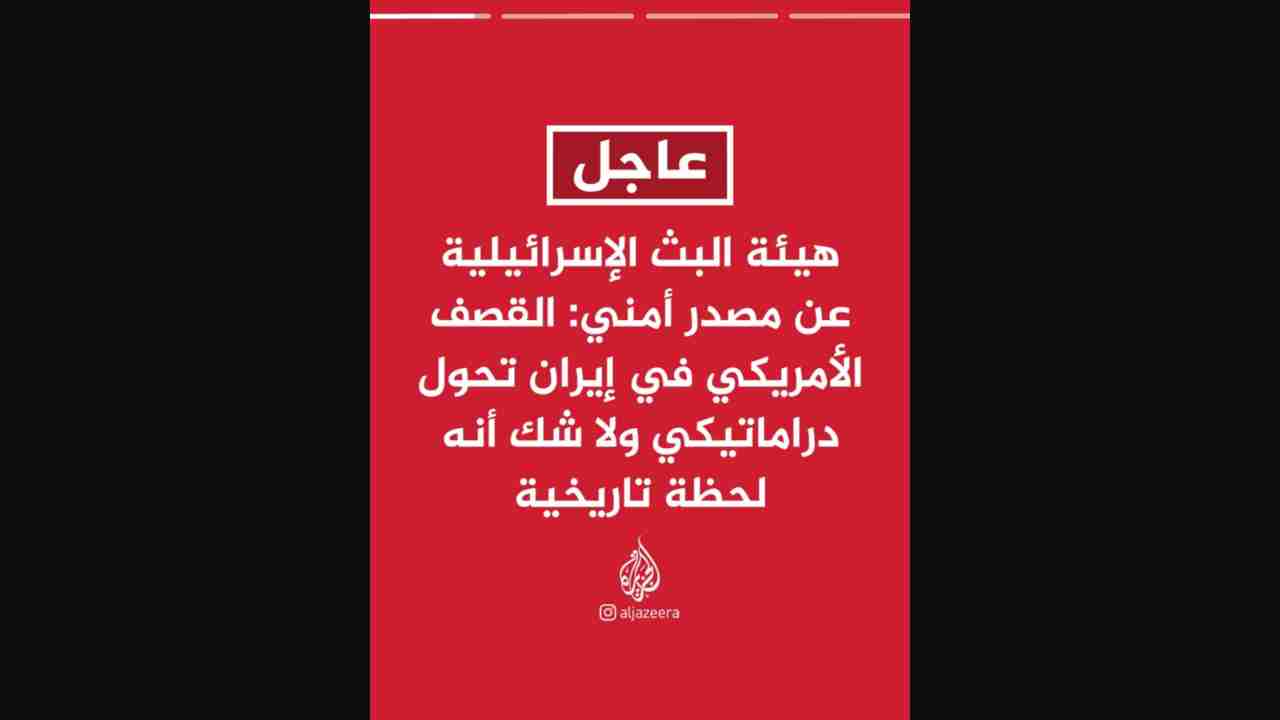 عاجل
هيئة البث الإسرائيلية
عن مصدر أمني: القصف
الأمريكي في إيران تحول
دراماتيكي ولا شك أنه
لحظة تاريخية
الجزيرة
aljazeera